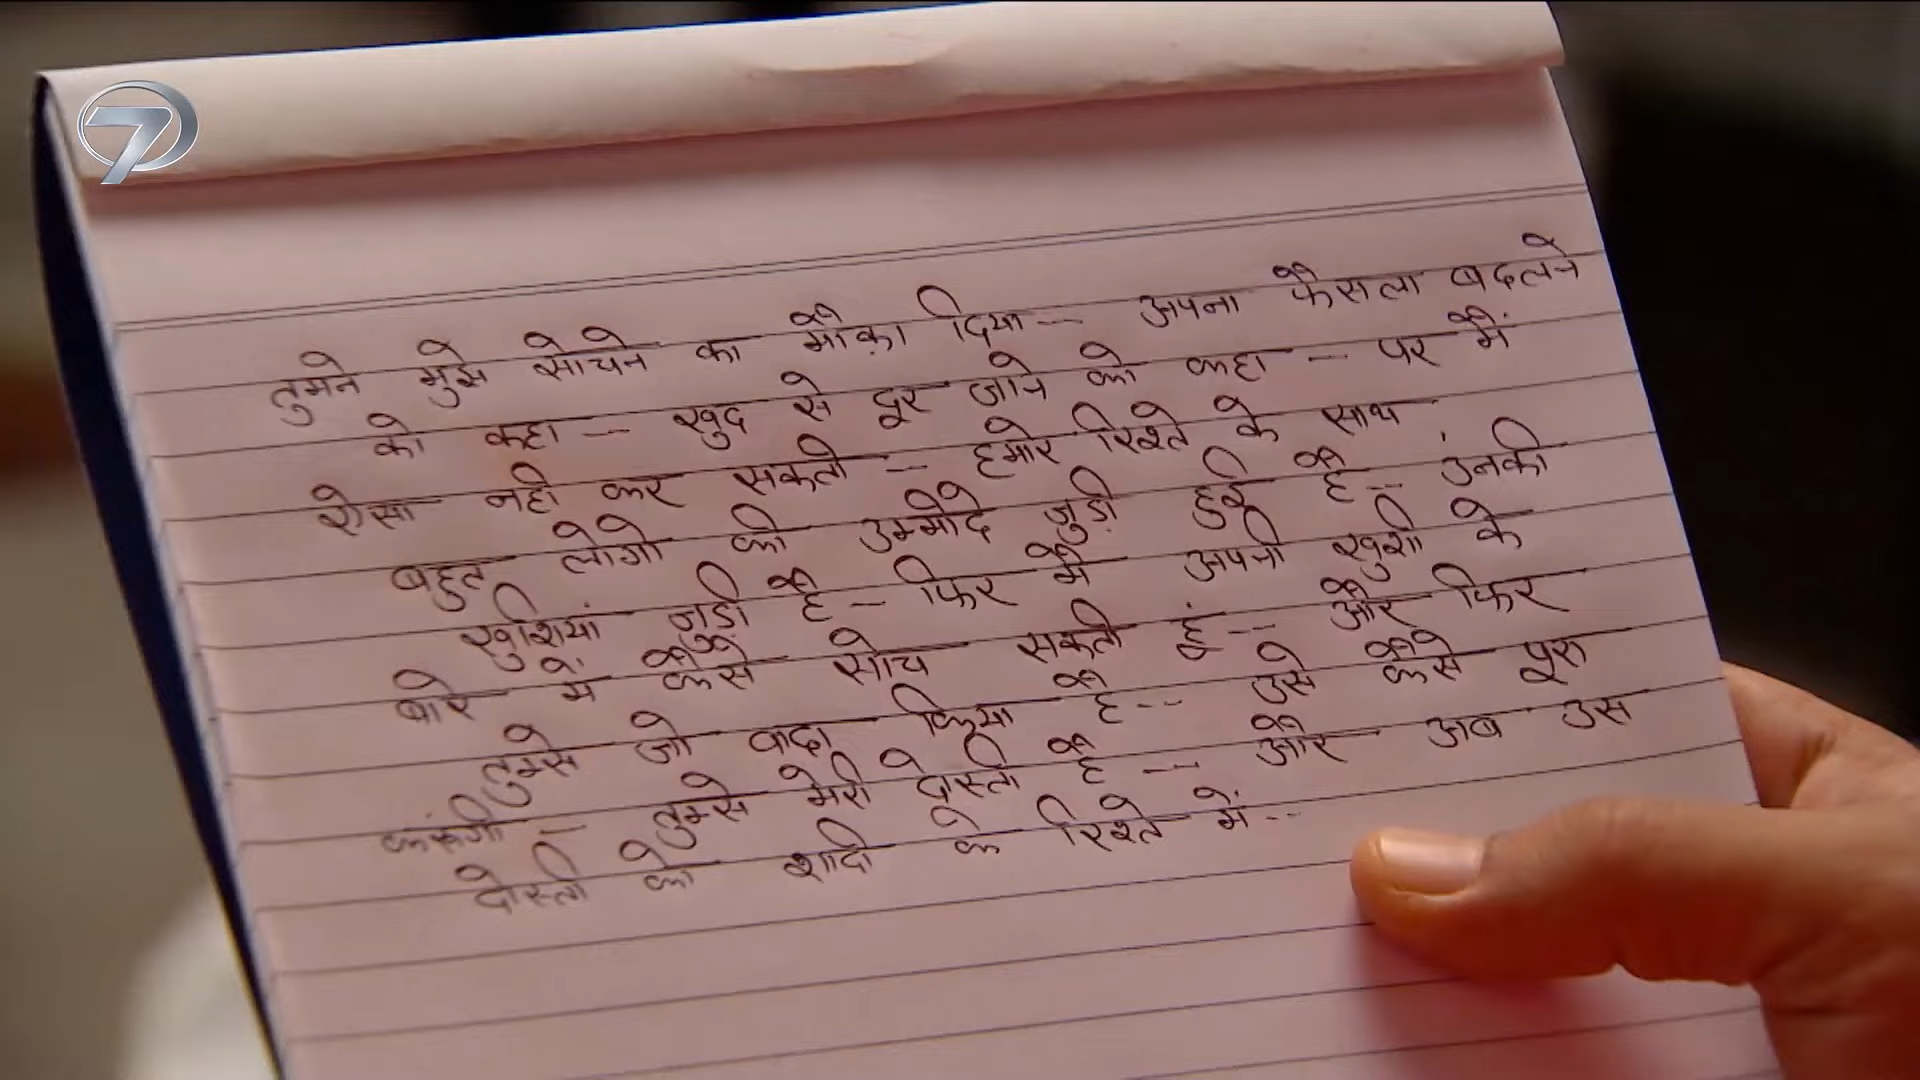 7
तुमने मुझे सोचने का मौक़ा दिया --- अपना फैसला बदलने
को कहा --- खुद से दूर जाने को कहा -- पर मैं
ऐसा नहीं कर सकती -- हमारे रिश्ते के साथ
बहुत लोगो की उम्मीदे जुड़ी हुई है -- उनकी
खुशियां जुड़ी है -- फिर मैं अपनी खुशी के
बारे में कैसे सोच सकती हूं -- और फिर
तुमसे जो वादा किया है --- उसे कैसे पूरा
करूंगी -- तुमसे मेरी दोस्ती है --- और अब उस
दोस्ती को शादी के रिश्ते में --